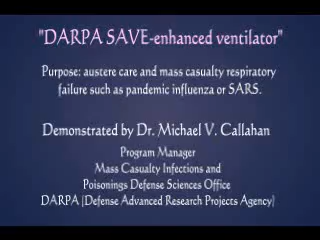 "DARPA SAVE-enhanced ventilator"
Purpose: austere care and mass casualty respiratory
failure such as pandemic influenza or SARS.
Demonstrated by Dr. Michael V. Callahan
Program Manager
Mass Casualty Infections and
Poisonings Defense Sciences Office
DARPA [Defense Advanced Research Projects Agency]